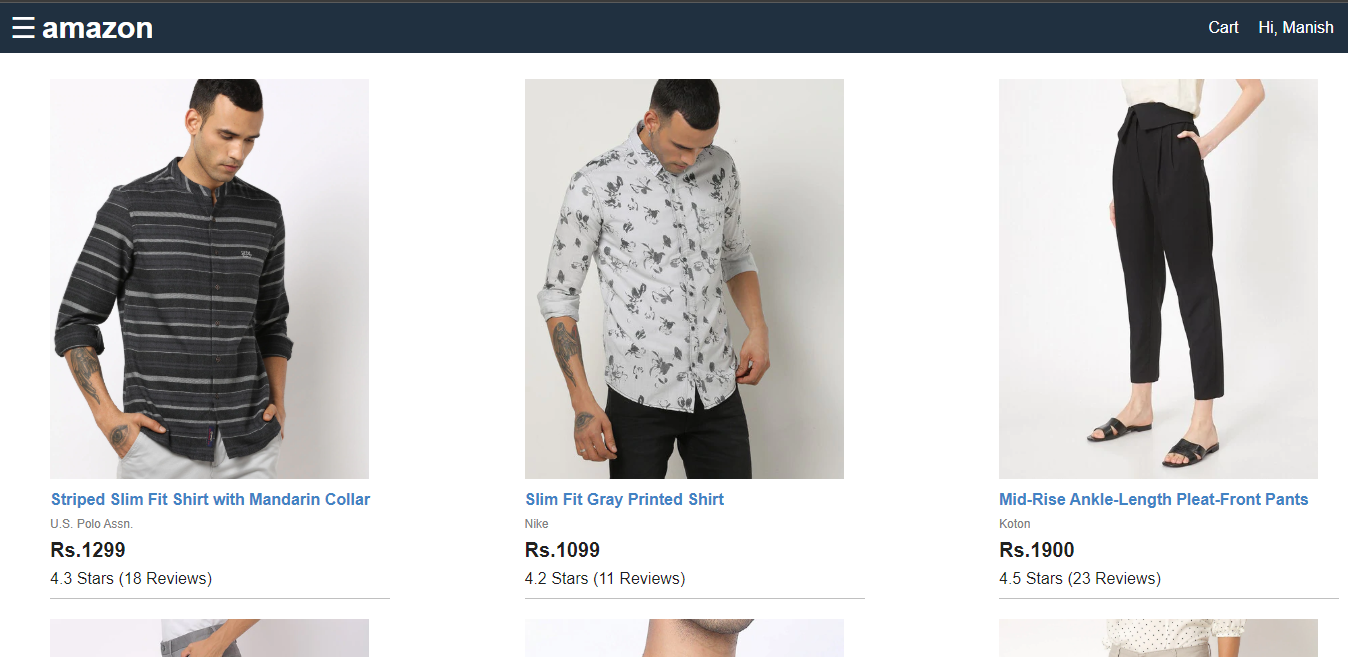 ☰ amazon
Cart Hi, Manish
Striped Slim Fit Shirt with Mandarin Collar
U.S. Polo Assn.
Rs.1299
4.3 Stars (18 Reviews)
Slim Fit Gray Printed Shirt
Nike
Rs.1099
4.2 Stars (11 Reviews)
Mid-Rise Ankle-Length Pleat-Front Pants
Koton
Rs.1900
4.5 Stars (23 Reviews)